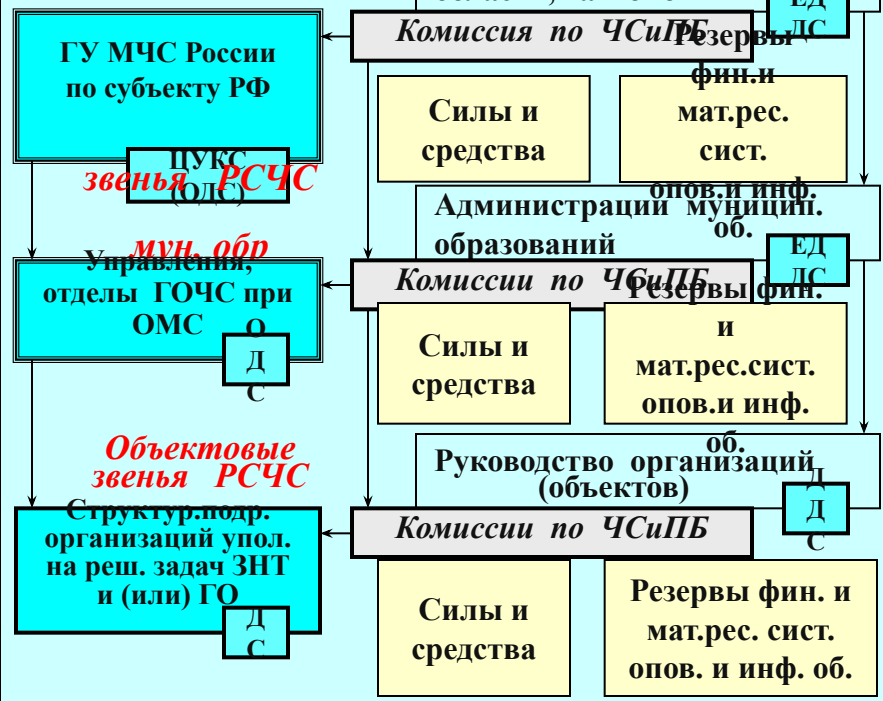 Комиссия по ЧСиПБ
ЕД
ДС
ГУ МЧС России
по субъекту РФ
Силы и
средства
Резервы
фин.и
мат.рес.
сист.
опов.и инф.
об.
ЦУКС
(ОДС)
звенья РСЧС
мун. обр
Администраций муницип.
образований
ЕД
ДС
Управления,
отделы ГОЧС при
ОМС
О
Д
С
Комиссии по ЧСиПБ
Силы и
средства
Резервы фин.
и
мат.рес.сист.
опов.и инф.
об.
Объектовые
звенья РСЧС
Руководство организаций
(объектов)
Д
Д
С
Структур.подр.
организаций упол.
на реш. задач ЗНТ
и (или) ГО
Д
С
Комиссии по ЧСиПБ
Силы и
средства
Резервы фин. и
мат.рес. сист.
опов. и инф. об.